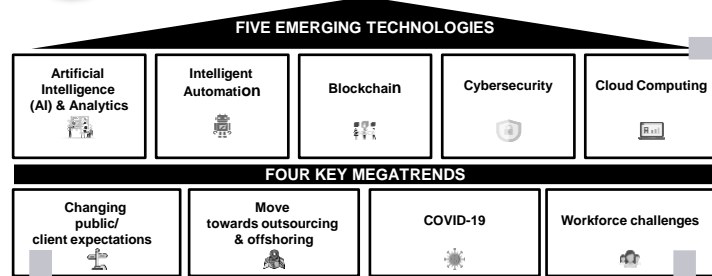 FIVE EMERGING TECHNOLOGIES
Artificial
Intelligence
(AI) & Analytics
Intelligent
Automation
Blockchain
Cybersecurity
Cloud Computing
FOUR KEY MEGATRENDS
Changing
public/
client expectations
Move
towards outsourcing
& offshoring
COVID-19
Workforce challenges